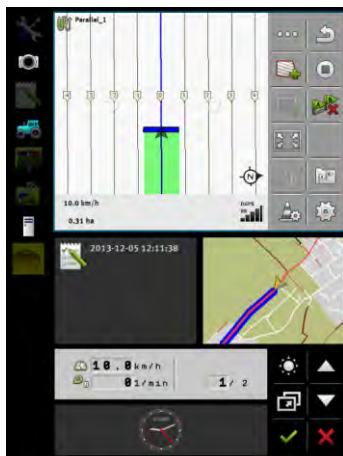 Parallel_1
10.0 km/h
0.31 ha
DGPS
2013-12-05 12:11:38
10.0 km/h
0 1/min
1/ 2